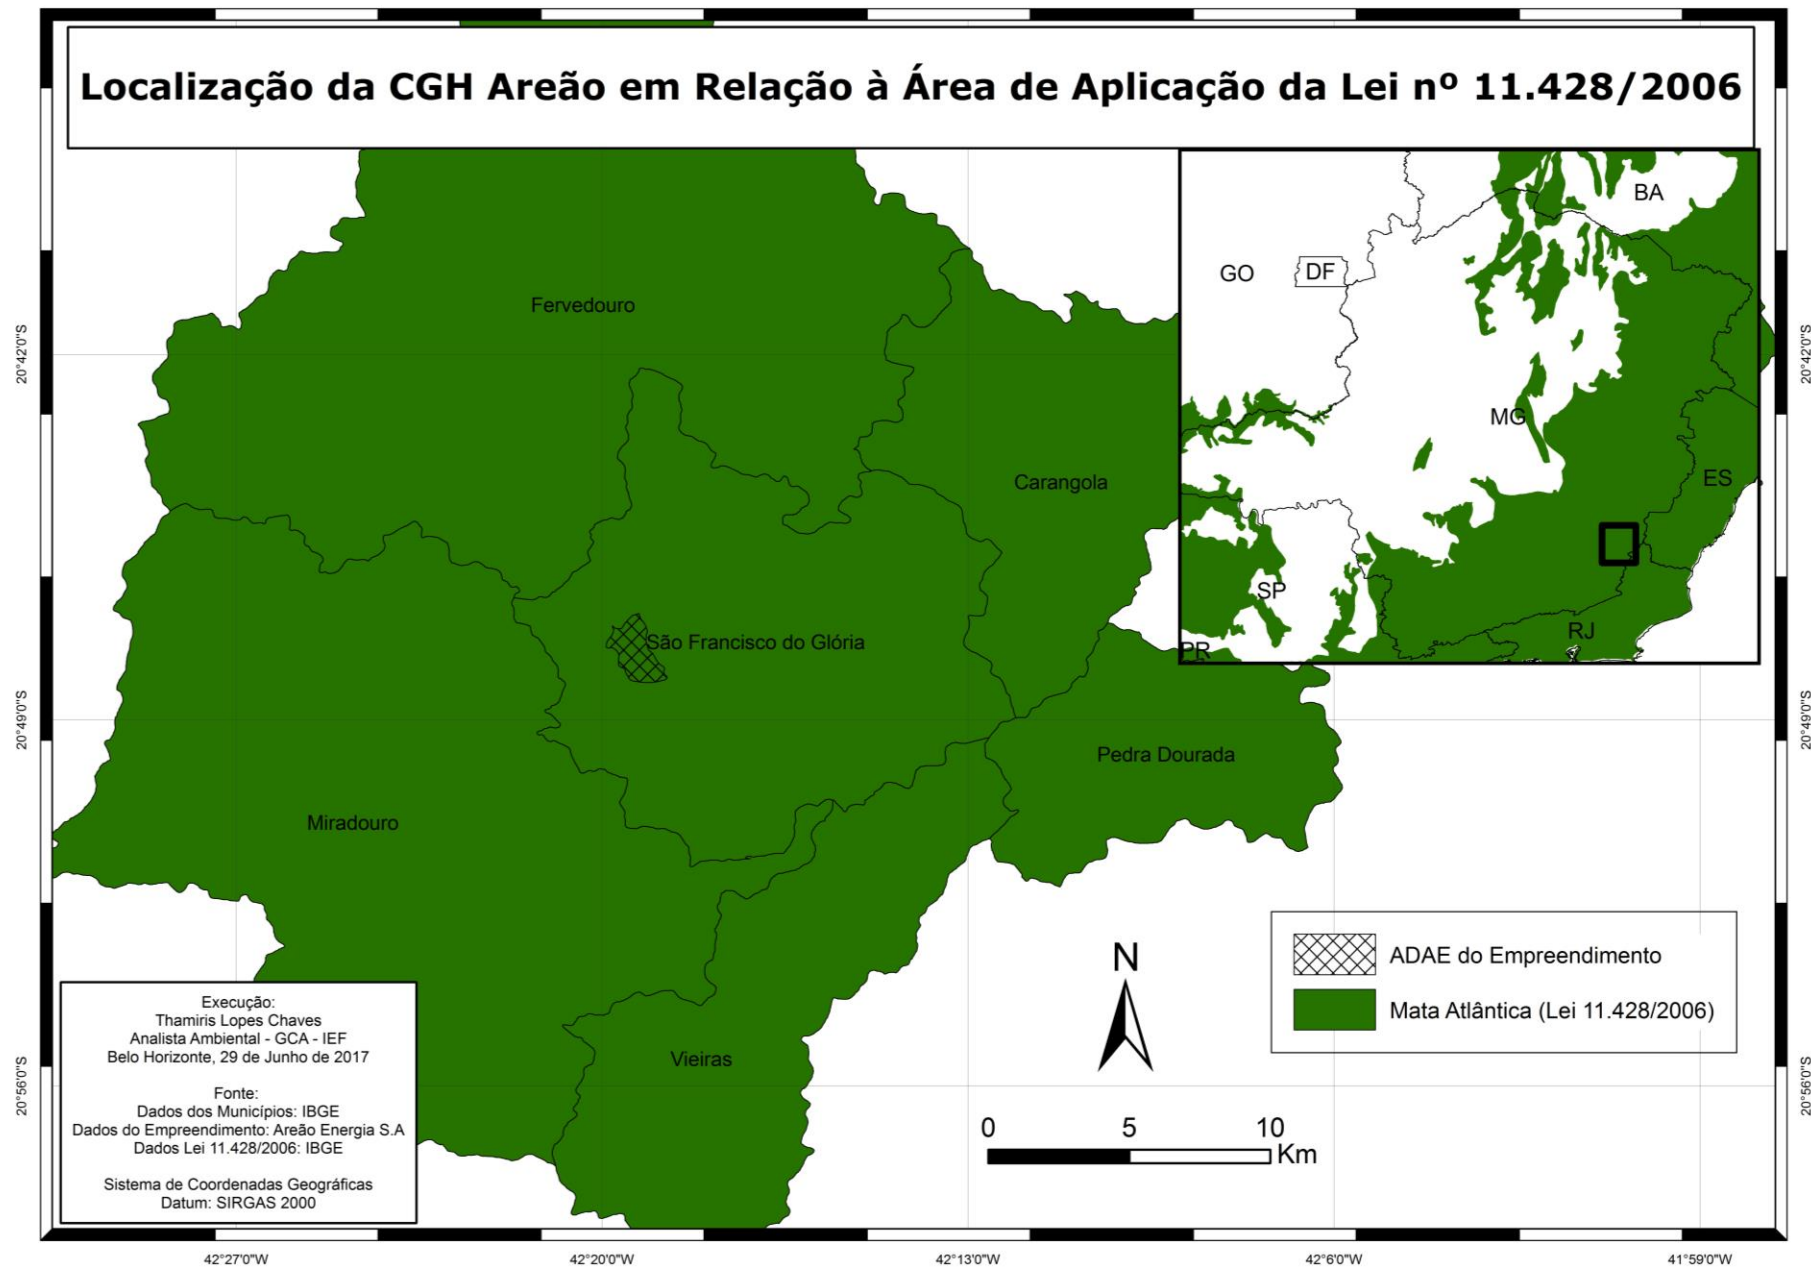 Localização da CGH Areão em Relação à Área de Aplicação da Lei nº 11.428/2006
BA
GO
DF
Fervedouro
20°42'0"S
20°42'0"S
MG
Carangola
ES
SP
RJ
PR
São Francisco do Glória
20°49'0"S
20°49'0"S
Pedra Dourada
Miradouro
N
ADAE do Empreendimento
Mata Atlântica (Lei 11.428/2006)
Execução:
Thamiris Lopes Chaves
Analista Ambiental - GCA - IEF
Belo Horizonte, 29 de Junho de 2017
Fonte:
Dados dos Municípios: IBGE
Dados do Empreendimento: Areão Energia S.A
Dados Lei 11.428/2006: IBGE
Sistema de Coordenadas Geográficas
Datum: SIRGAS 2000
Vieiras
20°56'0"S
20°56'0"S
0 5 10
Km
42°27'0"W 42°20'0"W 42°13'0"W 42°6'0"W 41°59'0"W